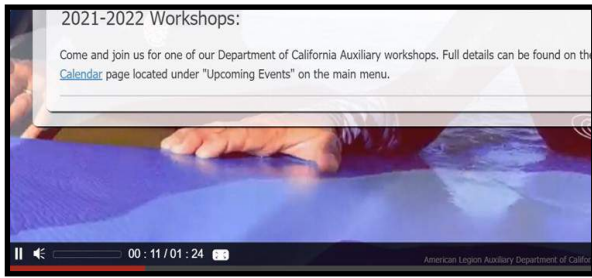 2021-2022 Workshops:
Come and join us for one of our Department of California Auxiliary workshops. Full details can be found on the
Calendar page located under "Upcoming Events" on the main menu.
00 : 11 / 01 : 24
American Legion Auxiliary Department of Califor